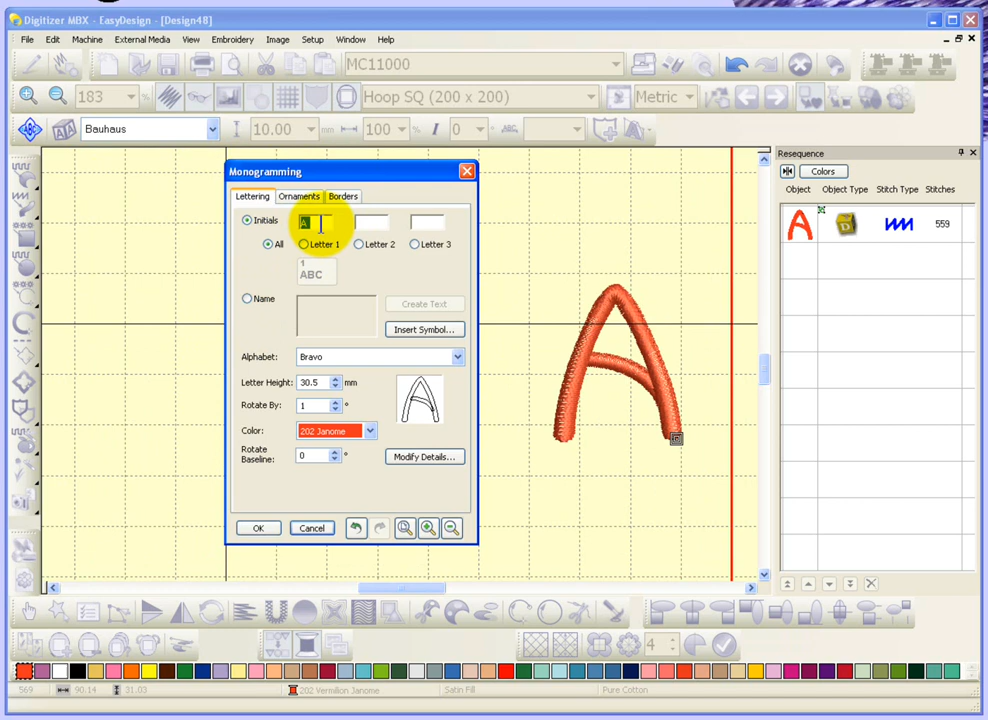 Digitizer MBX - EasyDesign - [Design48]
File Edit Machine External Media View Embroidery Image Setup Window Help
MC11000
183 % Hoop SQ (200 x 200) Metric
Bauhaus 10.00 mm 100 % I 0 °
Monogramming
Lettering Ornaments Borders
Initials A
All Letter 1 Letter 2 Letter 3
1
ABC
Name Create Text
Insert Symbol...
Alphabet: Bravo
Letter Height: 30.5 mm
Rotate By: 1 °
Color: 202 Janome
Rotate
Baseline: 0 ° Modify Details...
OK Cancel
A
Resequence
Colors
Object Object Type Stitch Type Stitches
A 559
4
569 90.14 31.03 202 Vermilion Janome Satin Fill Pure Cotton